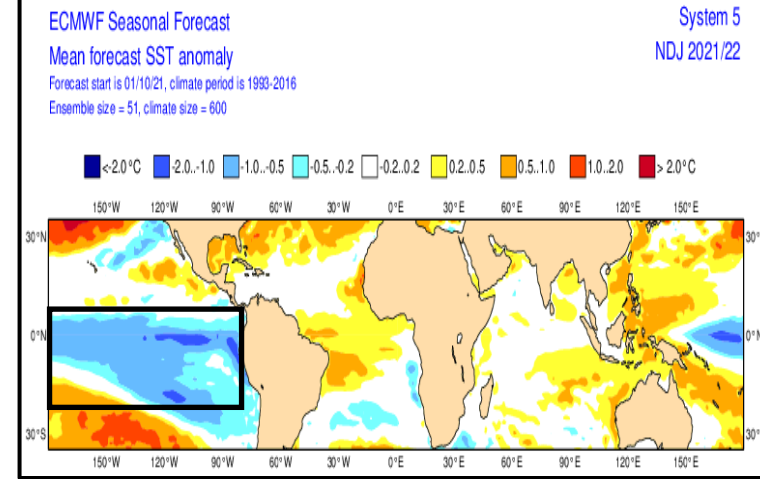 ECMWF Seasonal Forecast
System 5
Mean forecast SST anomaly
NDJ 2021/22
Forecast start is 01/10/21, climate period is 1993-2016
Ensemble size = 51, climate size = 600
<-2.0°C -2.0..-1.0 -1.0..-0.5 -0.5..-0.2 -0.2..0.2 0.2..0.5 0.5..1.0 1.0..2.0 > 2.0°C
150°W 120°W 90°W 60°W 30°W 0°E 30°E 60°E 90°E 120°E 150°E
30°N 30°
0°N 0°N
30°S 30°
150°W 120°W 90°W 60°W 30°W 0°E 30°E 60°E 90°E 120°E 150°E